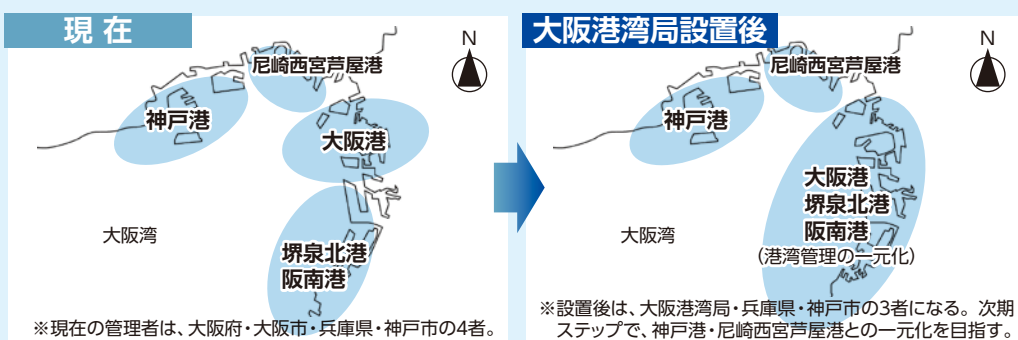 現在
N
尼崎西宮芦屋港
神戸港
大阪港
大阪湾
堺泉北港
阪南港
※現在の管理者は、大阪府・大阪市・兵庫県・神戸市の4者。
大阪港湾局設置後
N
尼崎西宮芦屋港
神戸港
大阪港
堺泉北港
阪南港
(港湾管理の一元化)
大阪湾
※設置後は、大阪港湾局・兵庫県・神戸市の3者になる。次期
ステップで、神戸港・尼崎西宮芦屋港との一元化を目指す。